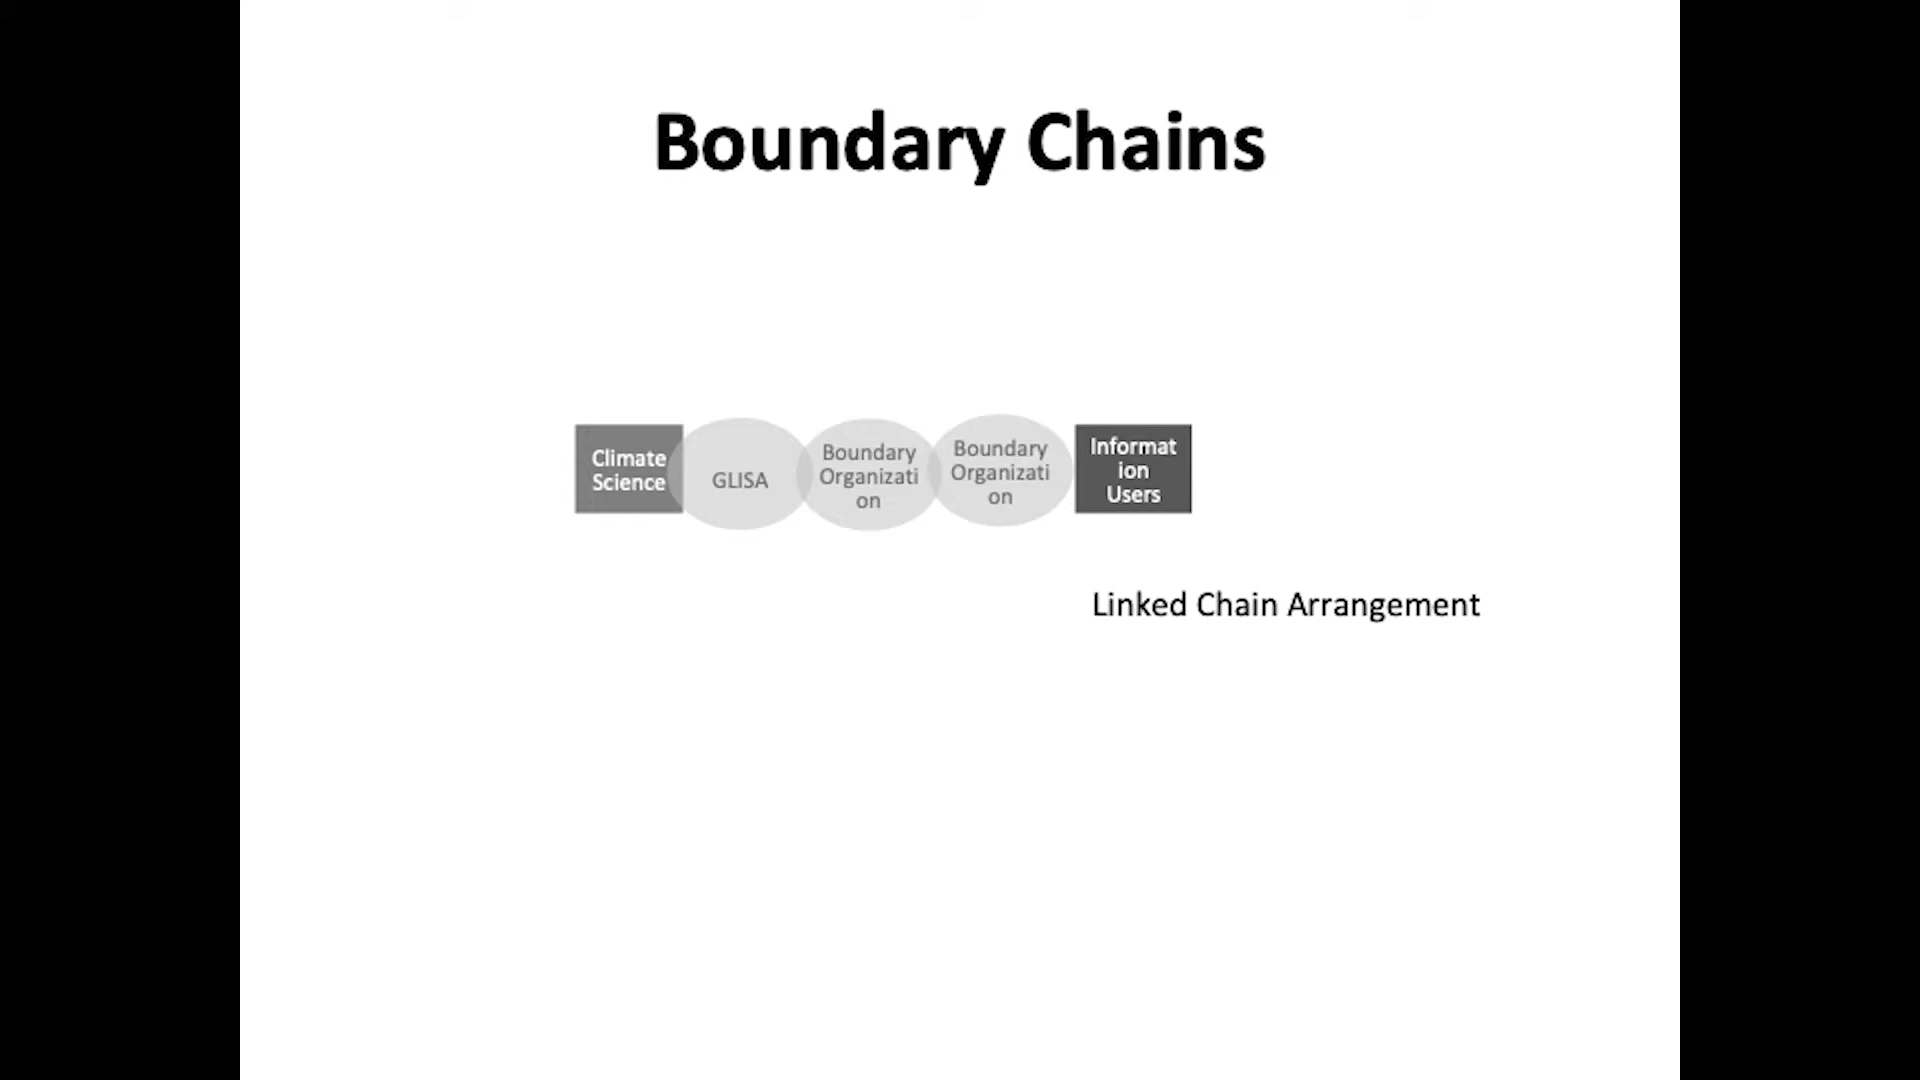 Boundary Chains
Climate
Science
GLISA
Boundary
Organizati
on
Boundary
Organizati
on
Informat
ion
Users
Linked Chain Arrangement